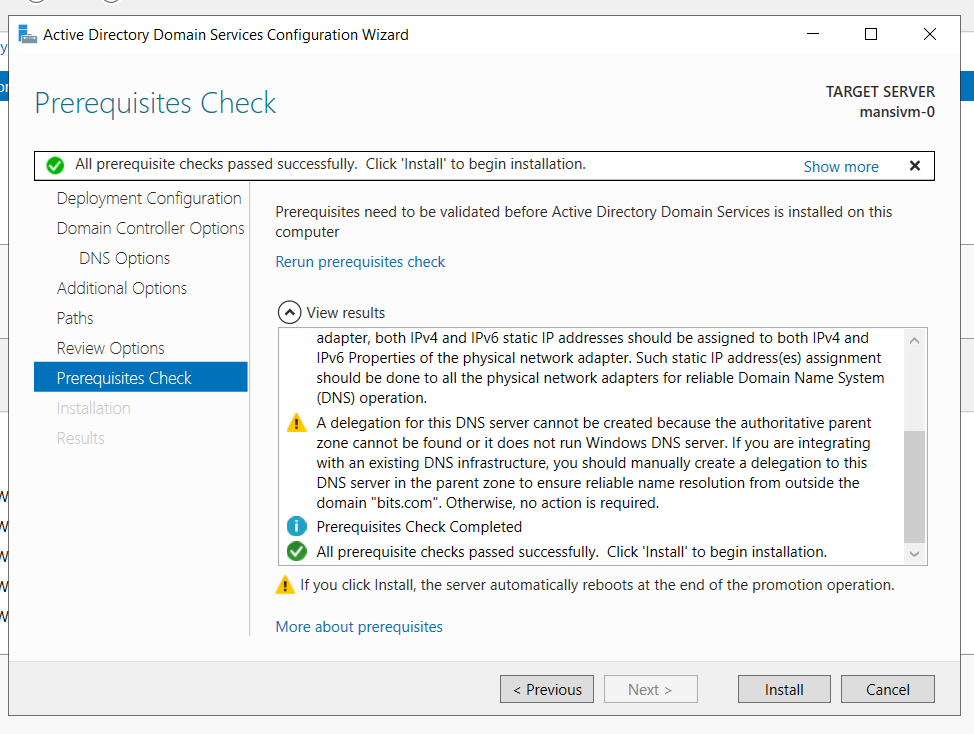 Active Directory Domain Services Configuration Wizard
Prerequisites Check
TARGET SERVER
mansivm-0
All prerequisite checks passed successfully.  Click 'Install' to begin installation.
Show more
Deployment Configuration
Domain Controller Options
DNS Options
Additional Options
Paths
Review Options
Prerequisites Check
Installation
Results
Prerequisites need to be validated before Active Directory Domain Services is installed on this
computer
Rerun prerequisites check
View results
adapter, both IPv4 and IPv6 static IP addresses should be assigned to both IPv4 and
IPv6 Properties of the physical network adapter. Such static IP address(es) assignment
should be done to all the physical network adapters for reliable Domain Name System
(DNS) operation.
A delegation for this DNS server cannot be created because the authoritative parent
zone cannot be found or it does not run Windows DNS server. If you are integrating
with an existing DNS infrastructure, you should manually create a delegation to this
DNS server in the parent zone to ensure reliable name resolution from outside the
domain "bits.com". Otherwise, no action is required.
Prerequisites Check Completed
All prerequisite checks passed successfully.  Click 'Install' to begin installation.
If you click Install, the server automatically reboots at the end of the promotion operation.
More about prerequisites
< Previous
Next >
Install
Cancel